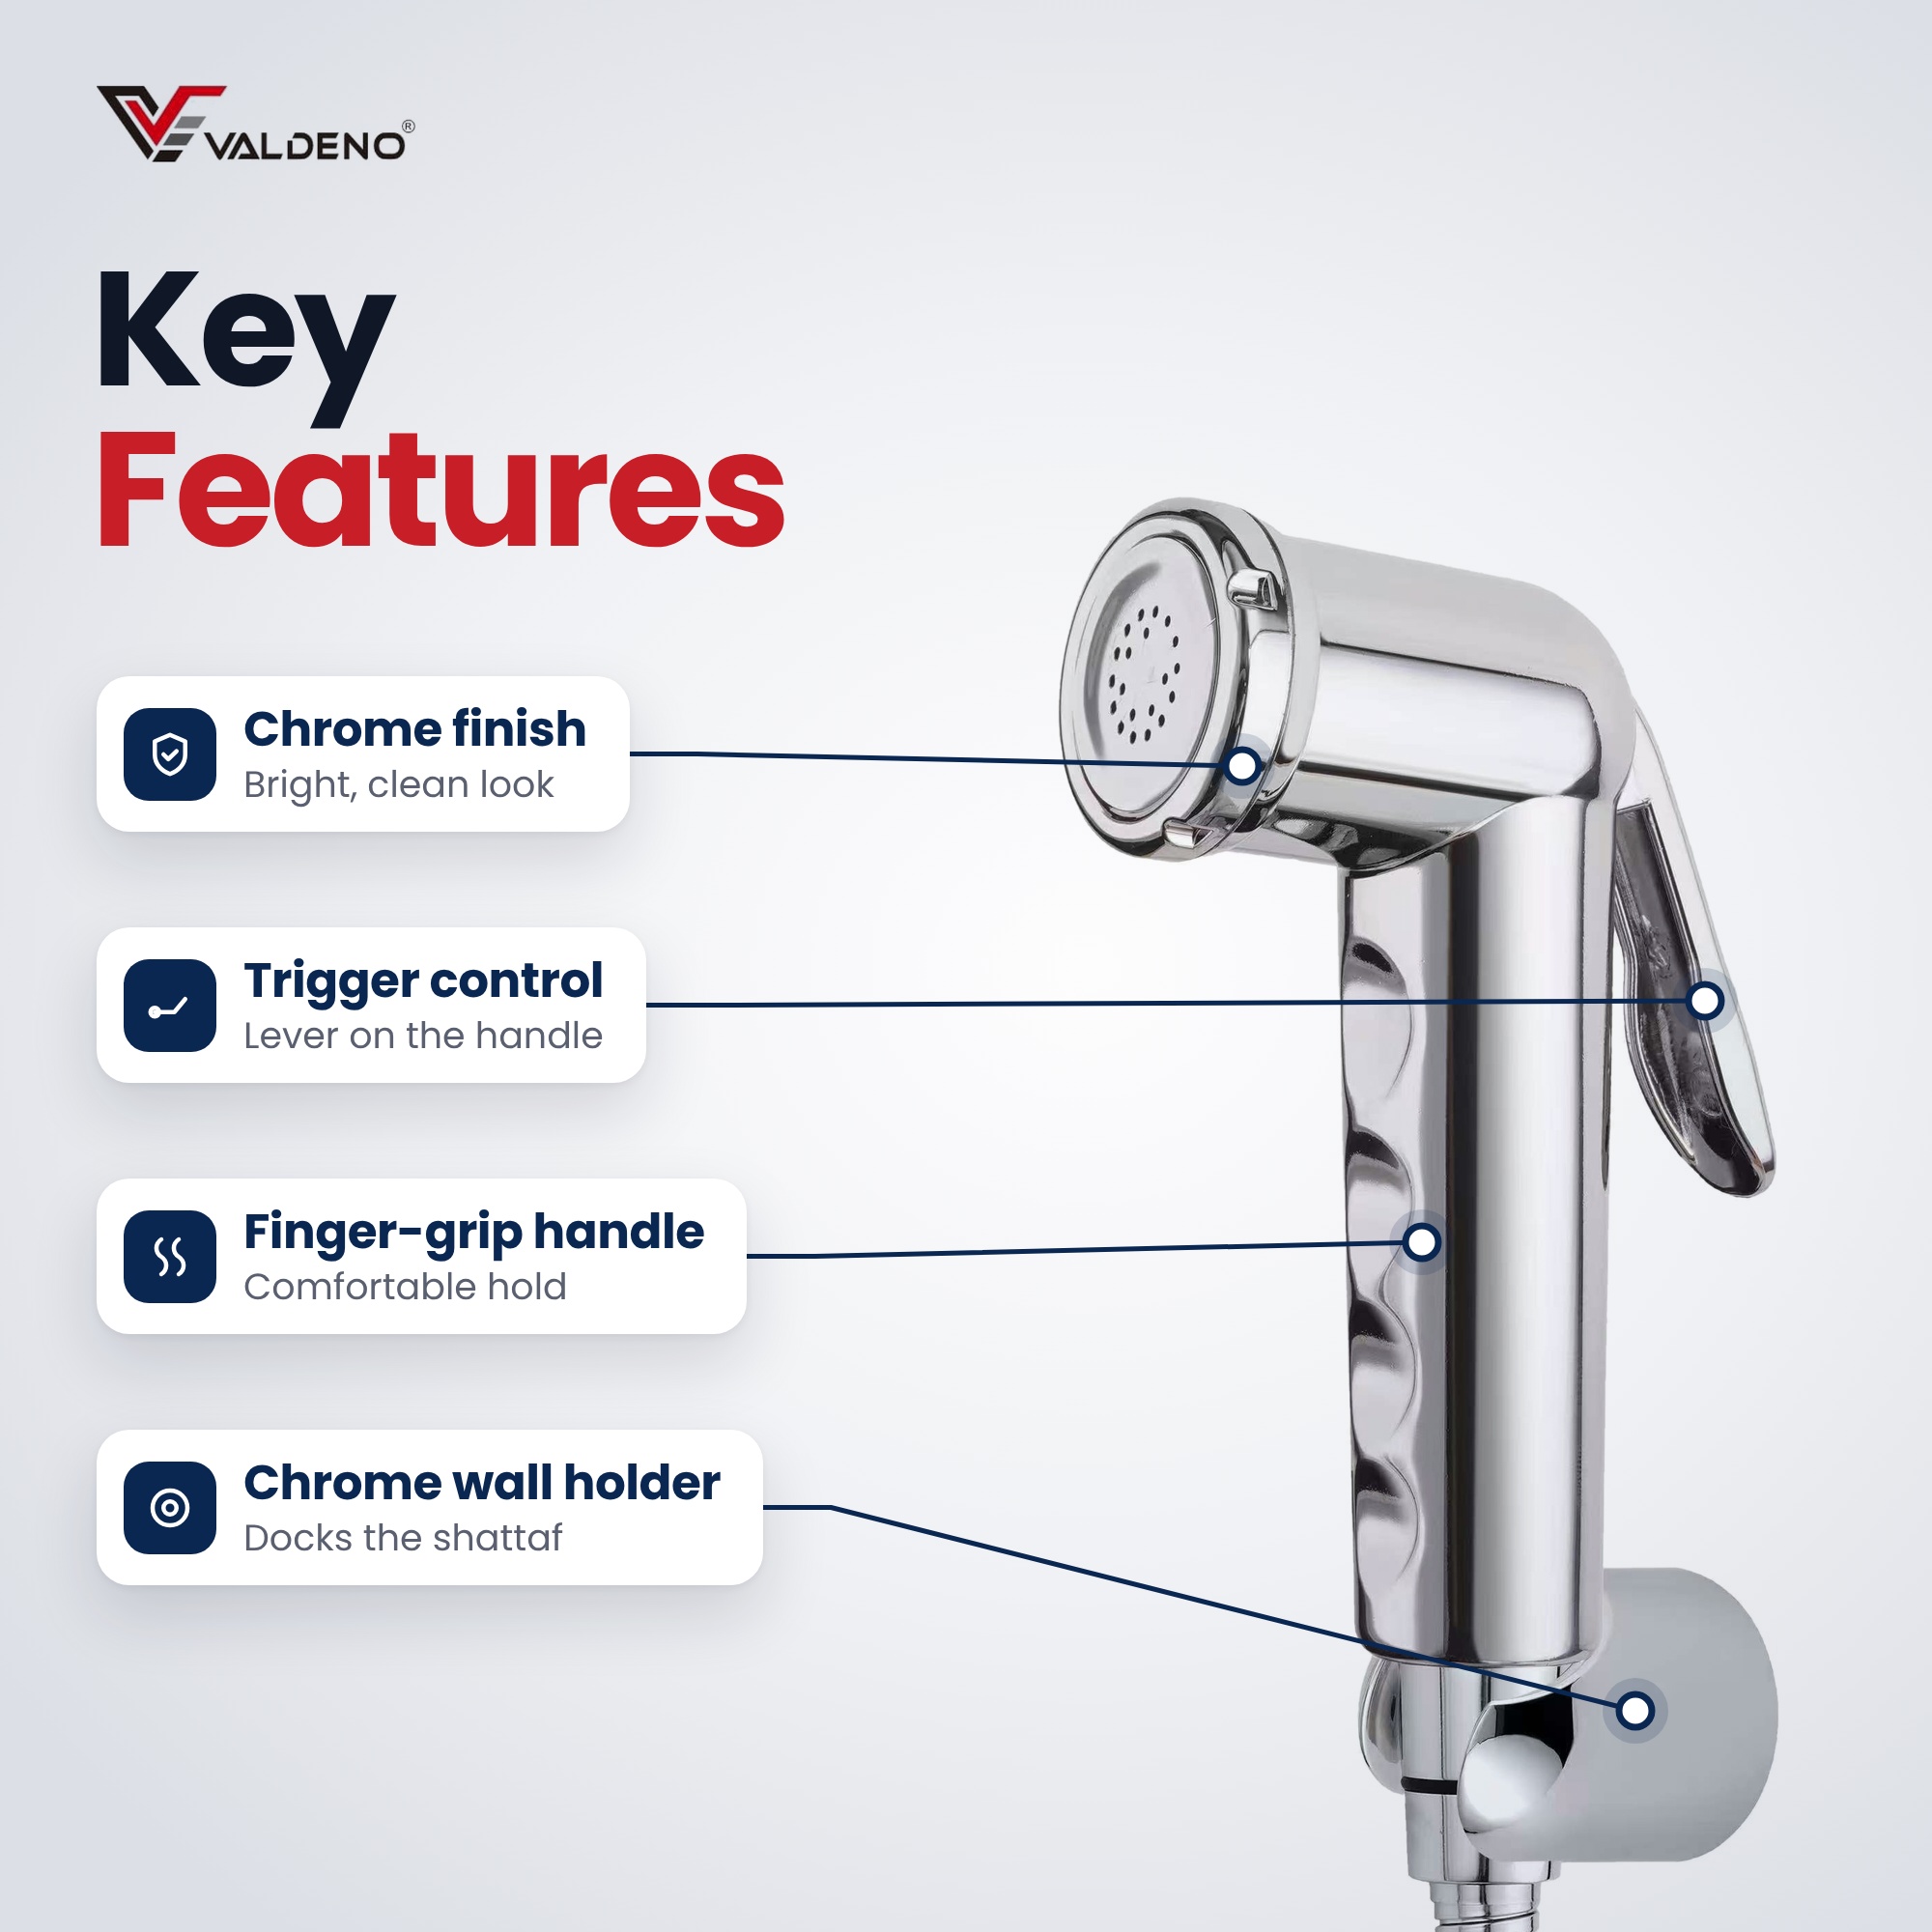 VALDENO®
Key
Features
Chrome finish
Bright, clean look
Trigger control
Lever on the handle
Finger-grip handle
Comfortable hold
Chrome wall holder
Docks the shattaf